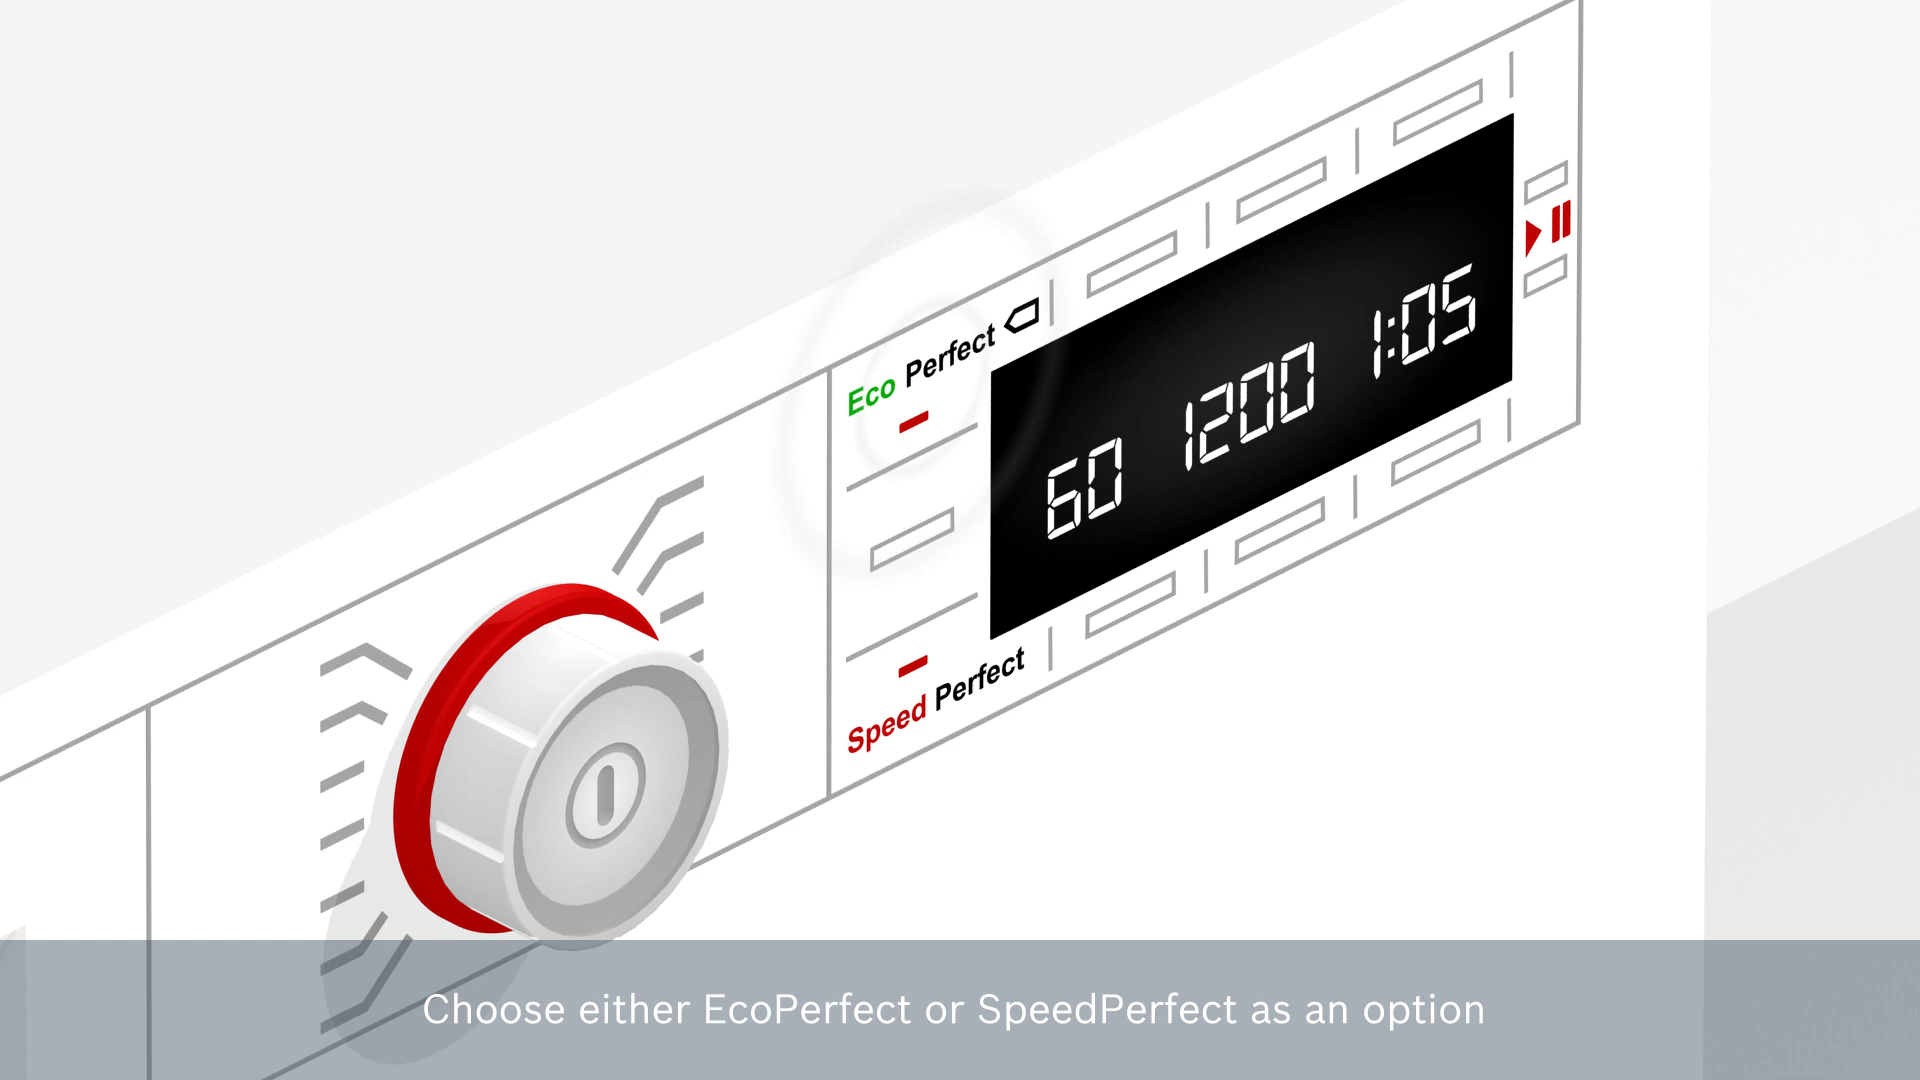 Eco Perfect
60 1200 1:05
Speed Perfect
Choose either EcoPerfect or SpeedPerfect as an option